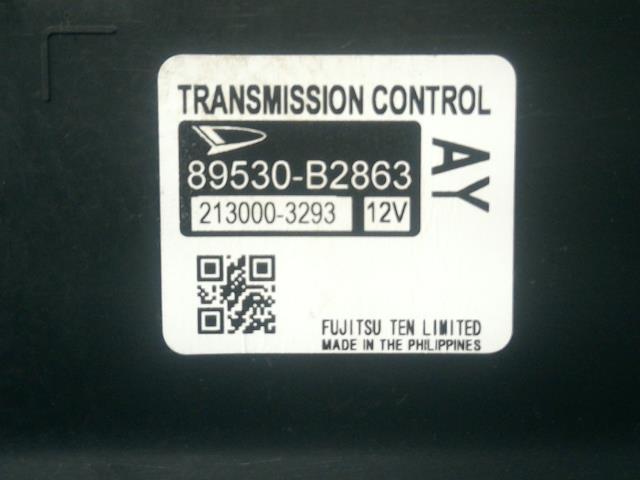 TRANSMISSION CONTROL
89530-B2863
213000-3293 12V
AY
FUJITSU TEN LIMITED
MADE IN THE PHILIPPINES